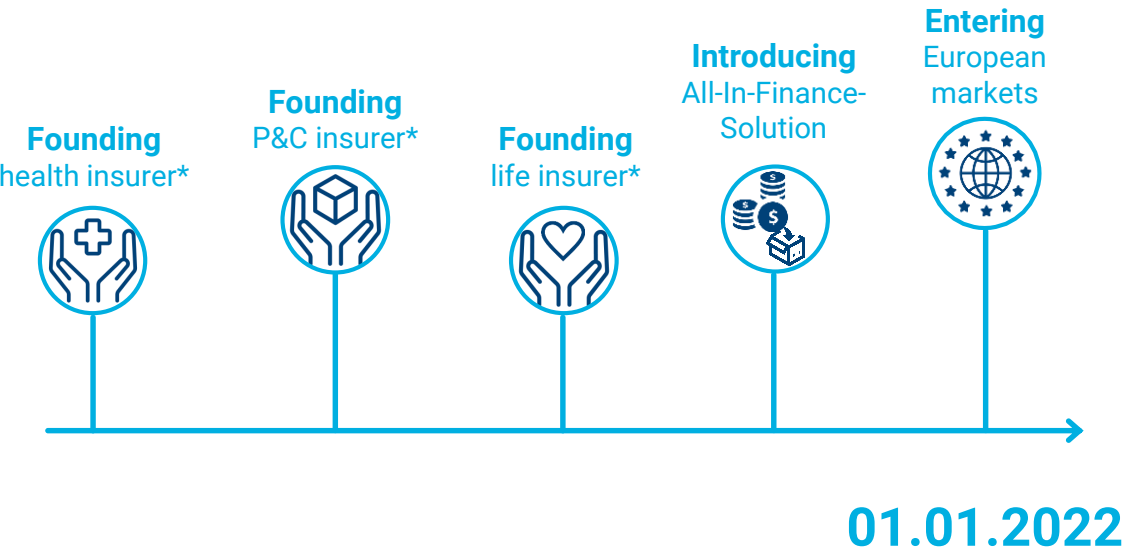 Founding
health insurer*
Founding
P&C insurer*
Founding
life insurer*
Introducing
All-In-Finance-
Solution
Entering
European
markets
$
$
$
01.01.2022